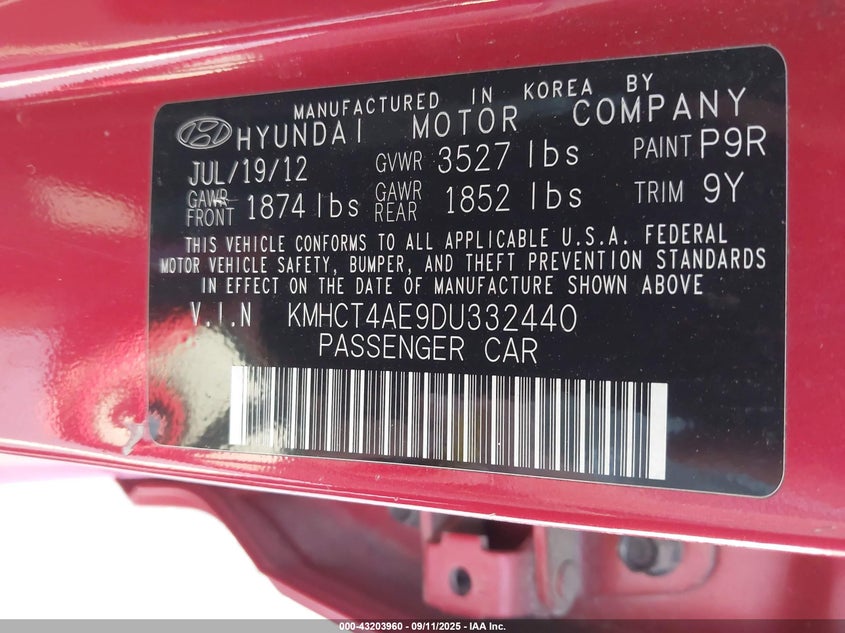 MANUFACTURED IN KOREA BY
HYUNDAI MOTOR COMPANY
JUL/19/12 GVWR 3527 lbs PAINT P9R
GAWR FRONT 1874 lbs GAWR REAR 1852 lbs TRIM 9Y
THIS VEHICLE CONFORMS TO ALL APPLICABLE U.S.A. FEDERAL
MOTOR VEHICLE SAFETY, BUMPER, AND THEFT PREVENTION STANDARDS
IN EFFECT ON THE DATE OF MANUFACTURE SHOWN ABOVE
V.I.N KMHCT4AE9DU332440
PASSENGER CAR
000-43203960 - 09/11/2025 - IAA Inc.